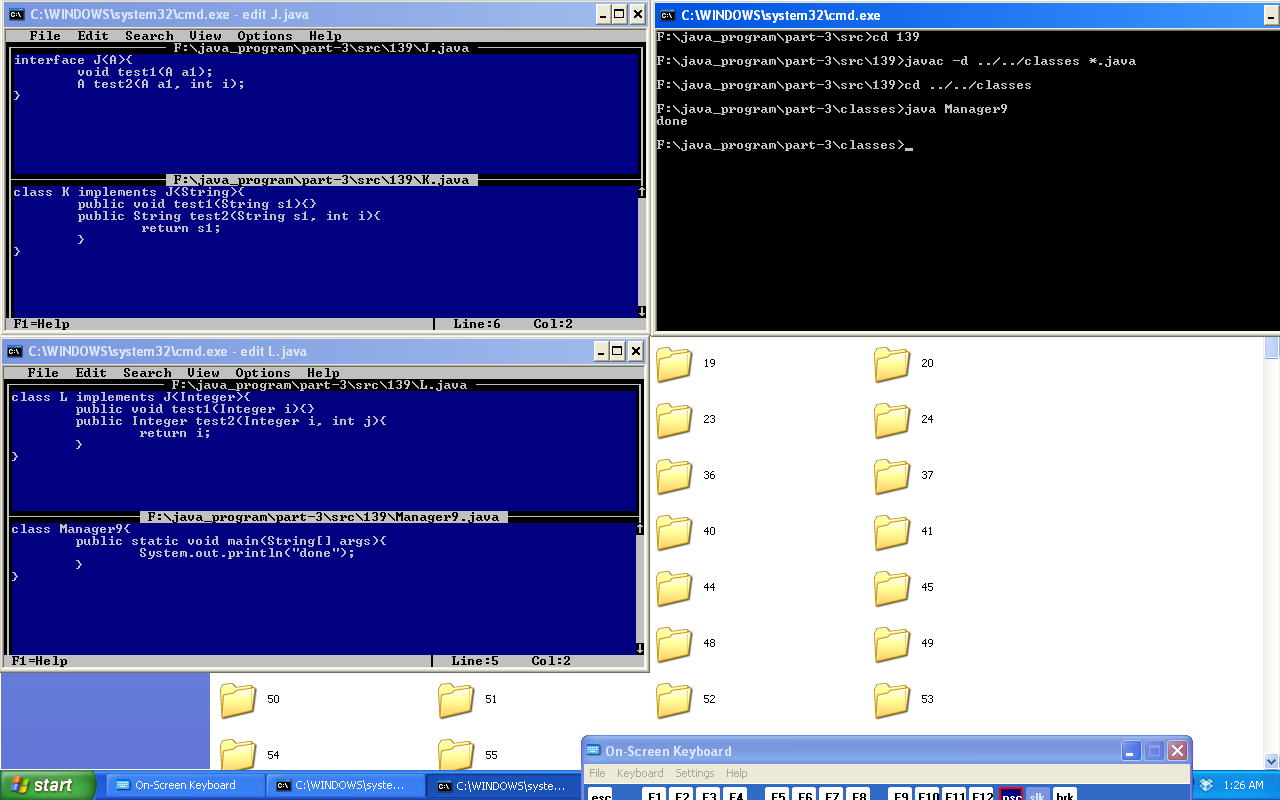 C:\WINDOWS\system32\cmd.exe - edit J.java
File Edit Search View Options Help
F:\java_program\part-3\src\139\J.java
interface J<A>{
void test1(A a1);
A test2(A a1, int i);
}
F:\java_program\part-3\src\139\K.java
class K implements J<String>{
public void test1(String s1){}
public String test2(String s1, int i){
return s1;
}
}
F1=Help Line:6 Col:2
C:\WINDOWS\system32\cmd.exe
F:\java_program\part-3\src>cd 139
F:\java_program\part-3\src\139>javac -d ../../classes *.java
F:\java_program\part-3\src\139>cd ../../classes
F:\java_program\part-3\classes>java Manager9
done
F:\java_program\part-3\classes>_
C:\WINDOWS\system32\cmd.exe - edit L.java
File Edit Search View Options Help
F:\java_program\part-3\src\139\L.java
class L implements J<Integer>{
public void test1(Integer i){}
public Integer test2(Integer i, int j){
return i;
}
}
F:\java_program\part-3\src\139\Manager9.java
class Manager9{
public static void main(String[] args){
System.out.println("done");
}
}
F1=Help Line:5 Col:2
19 20
23 24
36 37
40 41
44 45
48 49
50 51 52 53
54 55
On-Screen Keyboard
File Keyboard Settings Help
esc F1 F2 F3 F4 F5 F6 F7 F8 F9 F10 F11 F12 psc slk brk
start On-Screen Keyboard C:\WINDOWS\syste... C:\WINDOWS\syste... 1:26 AM